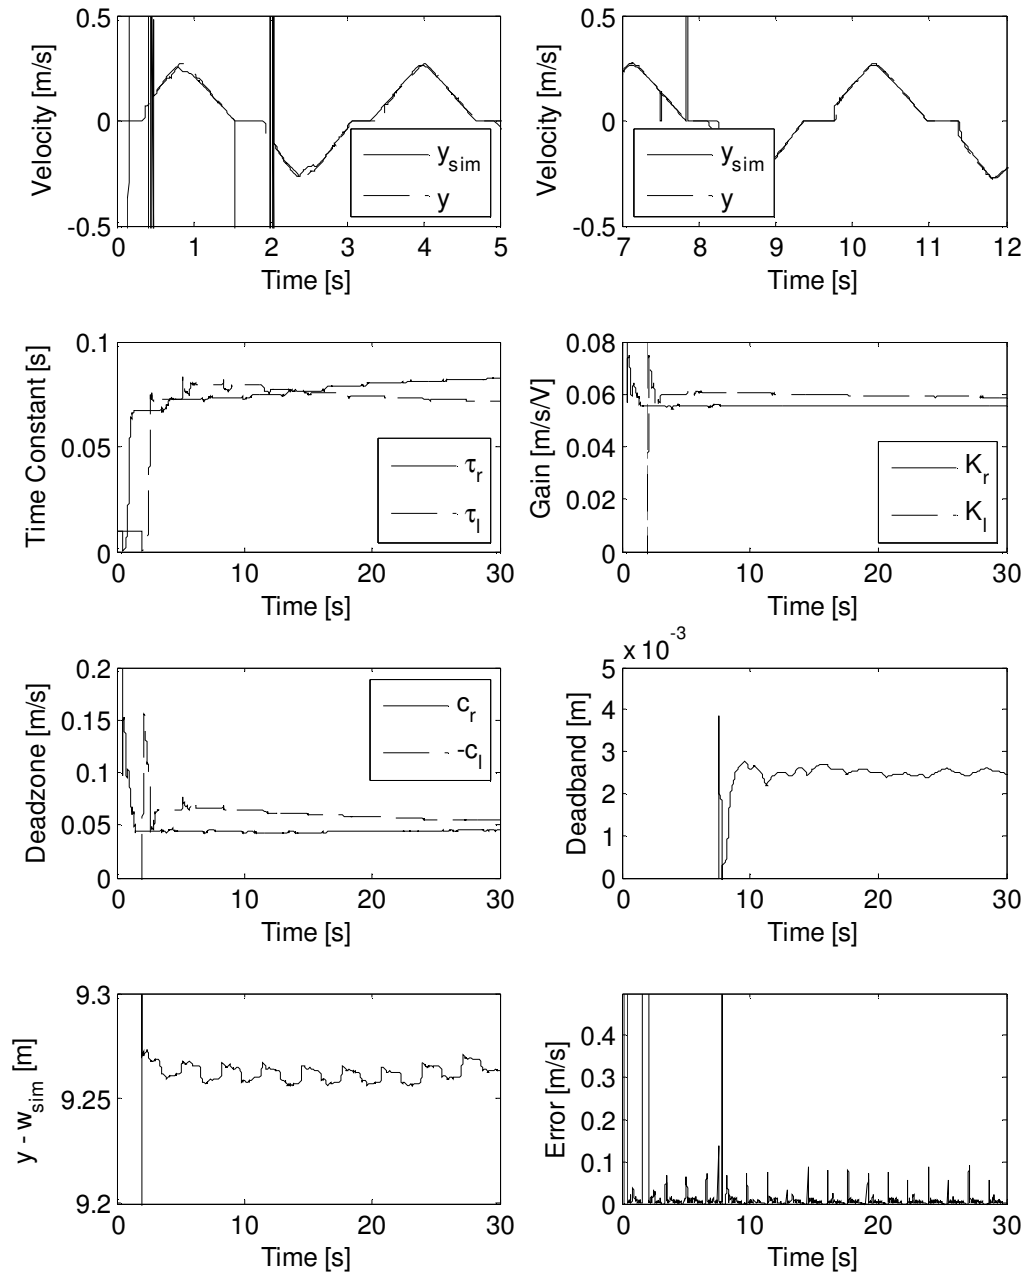 0.5
0
-0.5
Velocity [m/s]
y_sim
y
0 1 2 3 4 5
Time [s]
0.5
0
-0.5
Velocity [m/s]
y_sim
y
7 8 9 10 11 12
Time [s]
0.1
0.05
0
Time Constant [s]
τ_r
τ_l
0 10 20 30
Time [s]
0.08
0.06
0.04
0.02
0
Gain [m/s/V]
K_r
K_l
0 10 20 30
Time [s]
0.2
0.15
0.1
0.05
0
Deadzone [m/s]
c_r
-c_l
0 10 20 30
Time [s]
x 10^-3
5
4
3
2
1
0
Deadband [m]
0 10 20 30
Time [s]
9.3
9.25
9.2
y - w_sim [m]
0 10 20 30
Time [s]
0.4
0.3
0.2
0.1
0
Error [m/s]
0 10 20 30
Time [s]